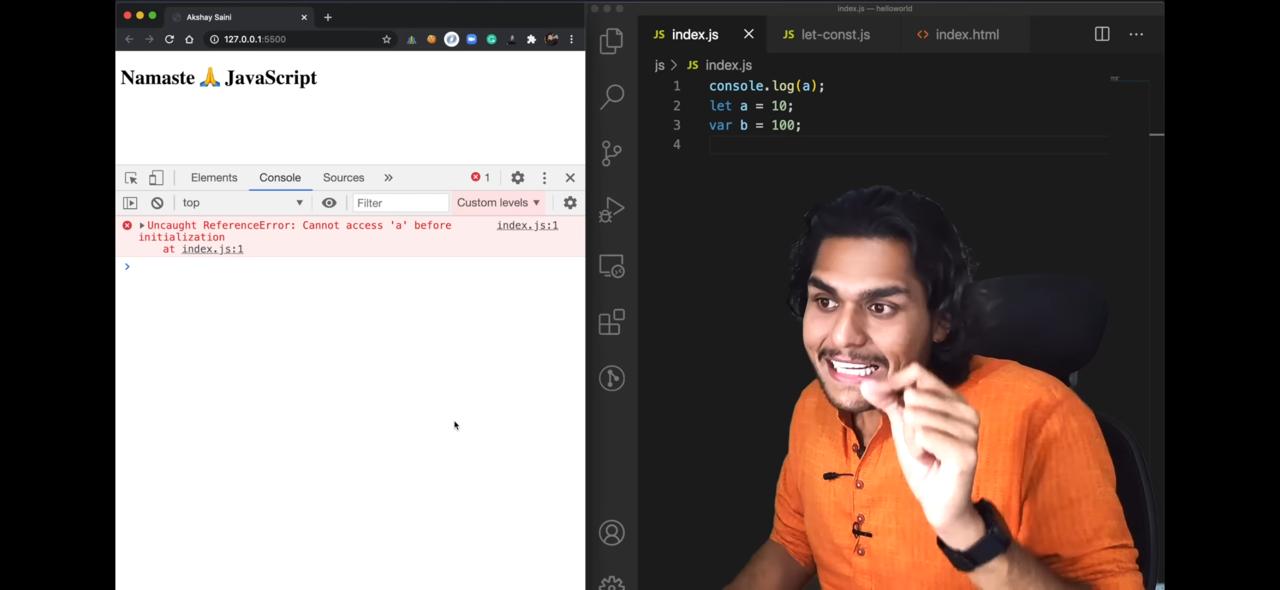 Akshay Saini
127.0.0.1:5500
Namaste 🙏 JavaScript
Elements Console Sources » 1
top Filter Custom levels
Uncaught ReferenceError: Cannot access 'a' before index.js:1
initialization
at index.js:1
index.js — helloworld
JS index.js JS let-const.js <> index.html
js > JS index.js
1 console.log(a);
2 let a = 10;
3 var b = 100;
4